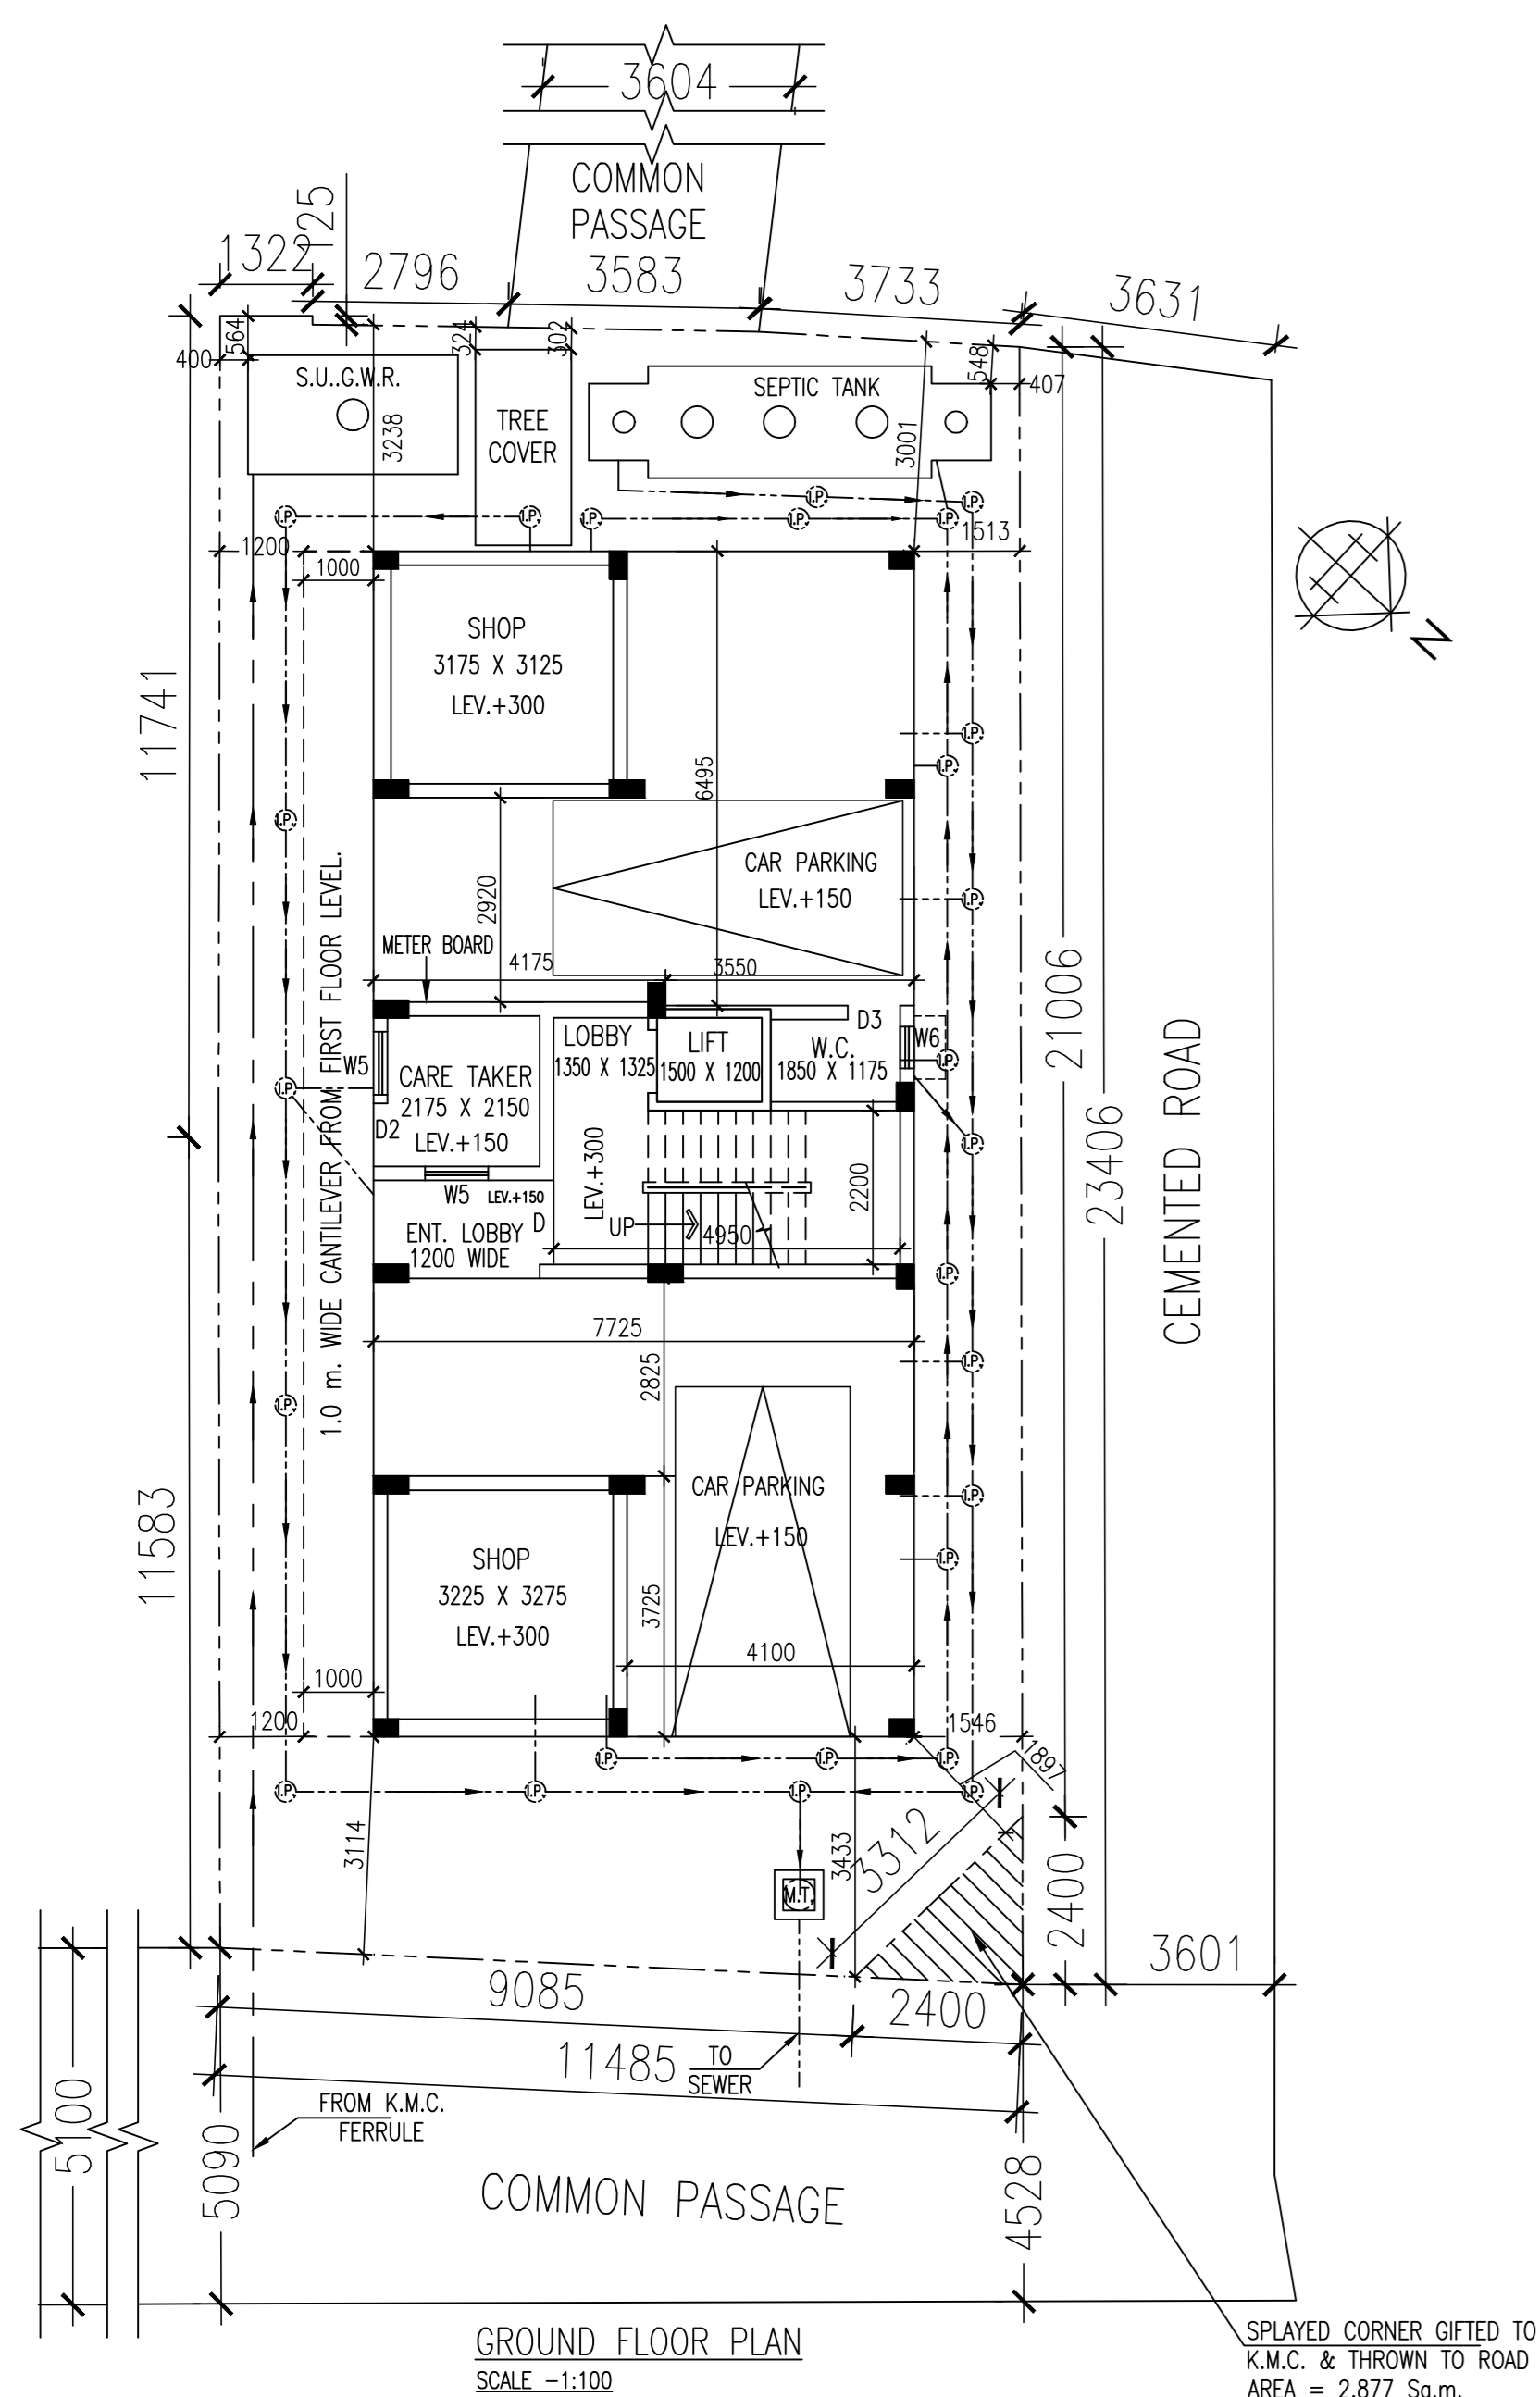 3604
COMMON
PASSAGE
125
1322
2796
3583
3733
3631
564
400
324
302
548
407
S.U..G.W.R.
SEPTIC TANK
TREE
COVER
3238
3001
I.P.
I.P.
I.P.
I.P.
I.P.
I.P.
I.P.
1200
1513
1000
N
SHOP
3175 X 3125
LEV.+300
11741
6495
I.P.
I.P.
I.P.
CAR PARKING
LEV.+150
I.P.
2920
1.0 m. WIDE CANTILEVER FROM FIRST FLOOR LEVEL.
METER BOARD
4175
3550
21006
23406
CEMENTED ROAD
LOBBY
1350 X 1325
LIFT
1500 X 1200
D3
W.C.
1850 X 1175
W6
I.P.
W5
I.P.
CARE TAKER
2175 X 2150
LEV.+150
D2
I.P.
LEV.+300
2200
W5
LEV.+150
D
UP
4950
ENT. LOBBY
1200 WIDE
I.P.
7725
I.P.
2825
I.P.
11583
CAR PARKING
LEV.+150
I.P.
SHOP
3225 X 3275
LEV.+300
I.P.
3725
4100
1000
1200
1546
1897
I.P.
I.P.
I.P.
I.P.
I.P.
I.P.
I.P.
3114
3433
3312
M.T.
2400
3601
9085
2400
11485
TO
SEWER
FROM K.M.C.
FERRULE
5100
5090
4528
COMMON PASSAGE
GROUND FLOOR PLAN
SCALE -1:100
SPLAYED CORNER GIFTED TO
K.M.C. & THROWN TO ROAD
AREA = 2.877 Sq.m.